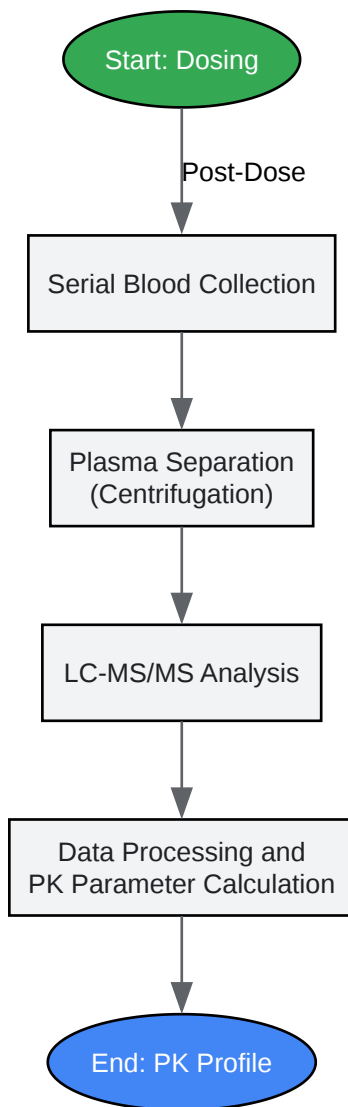 Start: Dosing
Post-Dose
Serial Blood Collection
Plasma Separation
(Centrifugation)
LC-MS/MS Analysis
Data Processing and
PK Parameter Calculation
End: PK Profile